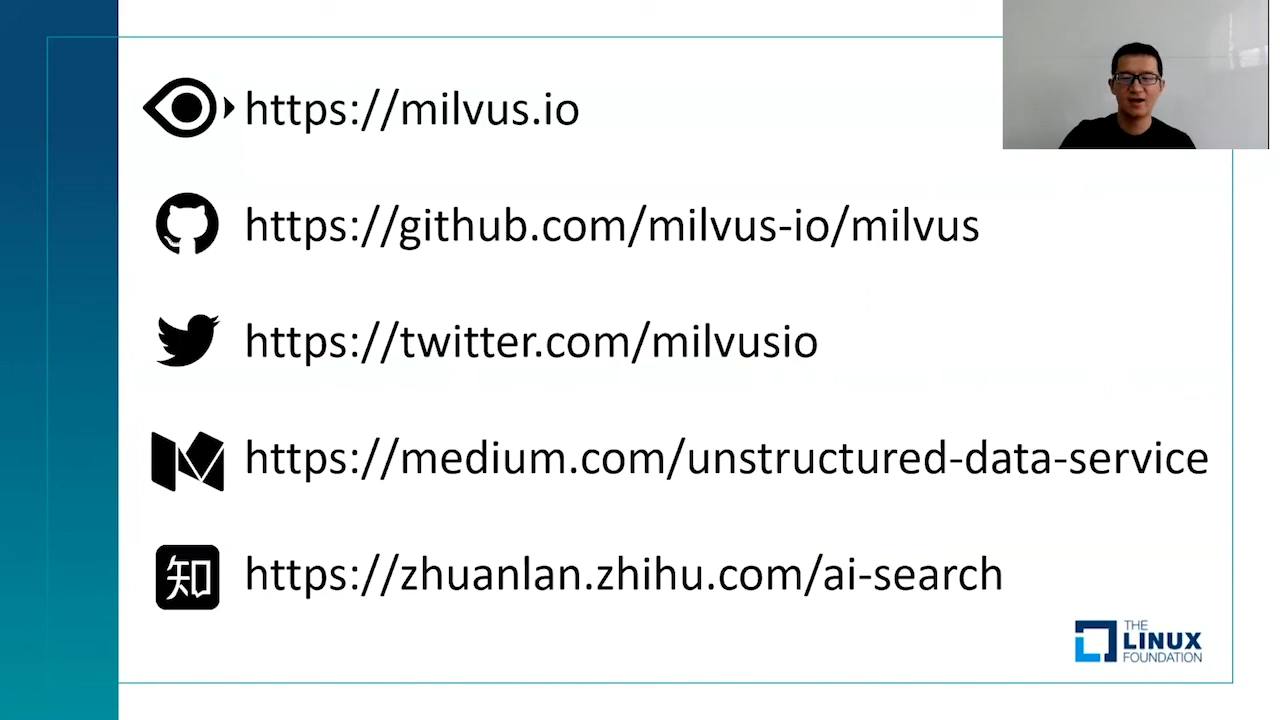 https://milvus.io
https://github.com/milvus-io/milvus
https://twitter.com/milvusio
https://medium.com/unstructured-data-service
知 https://zhuanlan.zhihu.com/ai-search
THE
LINUX
FOUNDATION